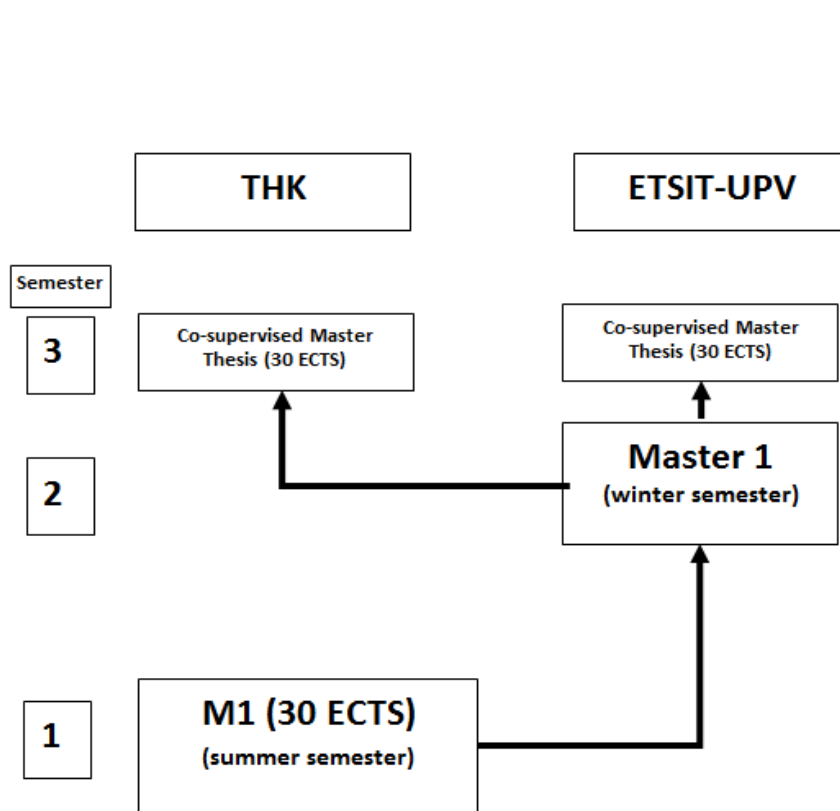 THK
ETSIT-UPV
Semester
3
Co-supervised Master
Thesis (30 ECTS)
Co-supervised Master
Thesis (30 ECTS)
2
Master 1
(winter semester)
1
M1 (30 ECTS)
(summer semester)